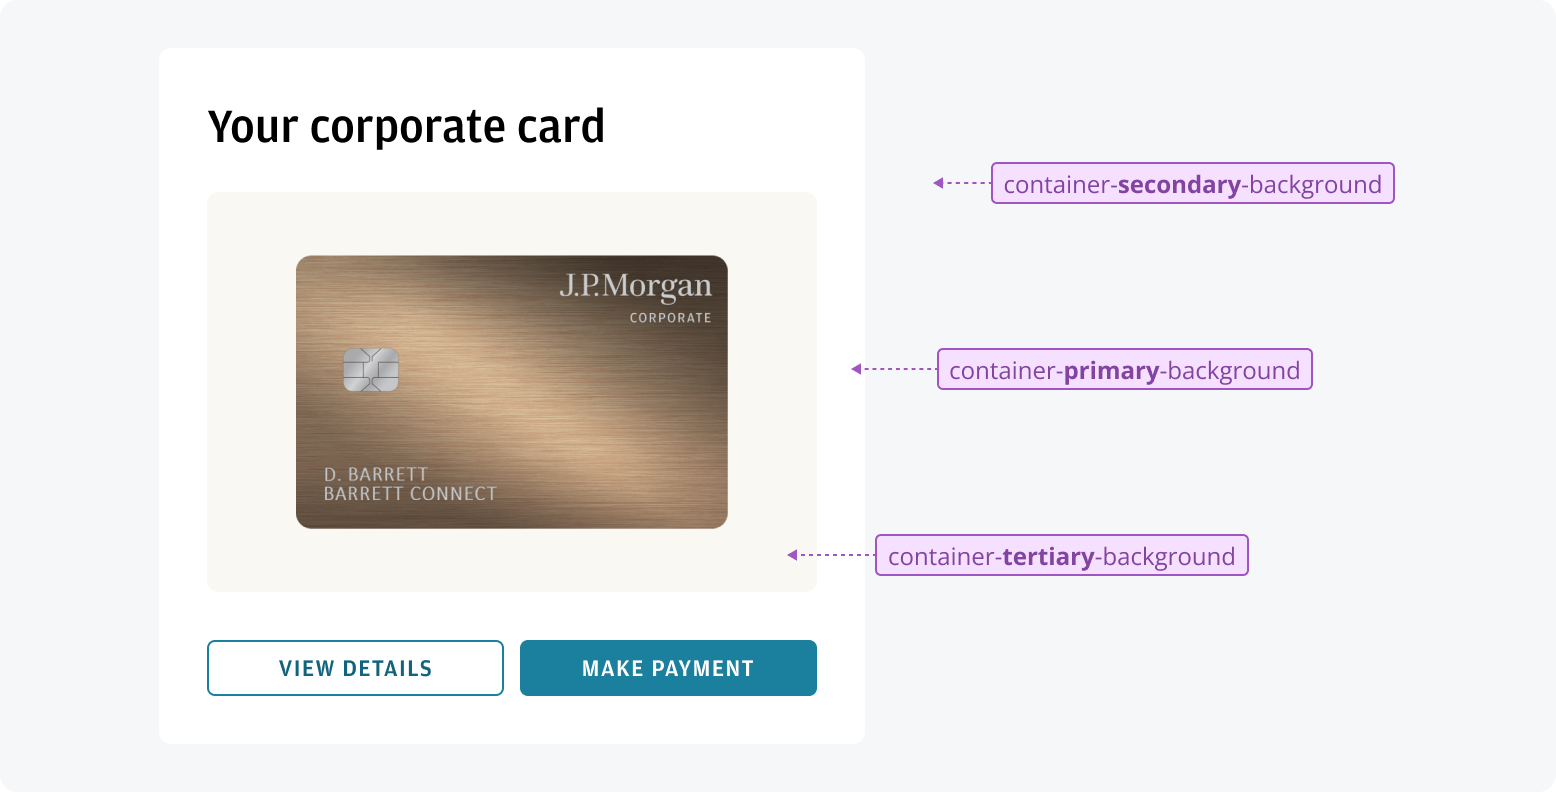 Your corporate card
container-secondary-background
J.P.Morgan
CORPORATE
container-primary-background
D. BARRETT
BARRETT CONNECT
container-tertiary-background
VIEW DETAILS
MAKE PAYMENT